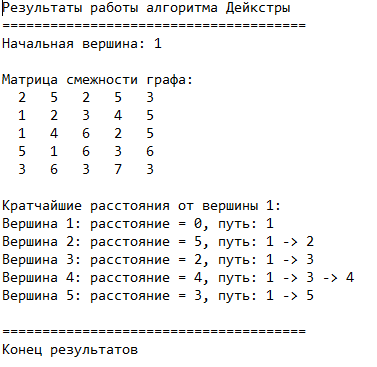 Результаты работы алгоритма Дейкстры
======================================
Начальная вершина: 1
Матрица смежности графа:
2 5 2 5 3
1 2 3 4 5
1 4 6 2 5
5 1 6 3 6
3 6 3 7 3
Кратчайшие расстояния от вершины 1:
Вершина 1: расстояние = 0, путь: 1
Вершина 2: расстояние = 5, путь: 1 -> 2
Вершина 3: расстояние = 2, путь: 1 -> 3
Вершина 4: расстояние = 4, путь: 1 -> 3 -> 4
Вершина 5: расстояние = 3, путь: 1 -> 5
======================================
Конец результатов